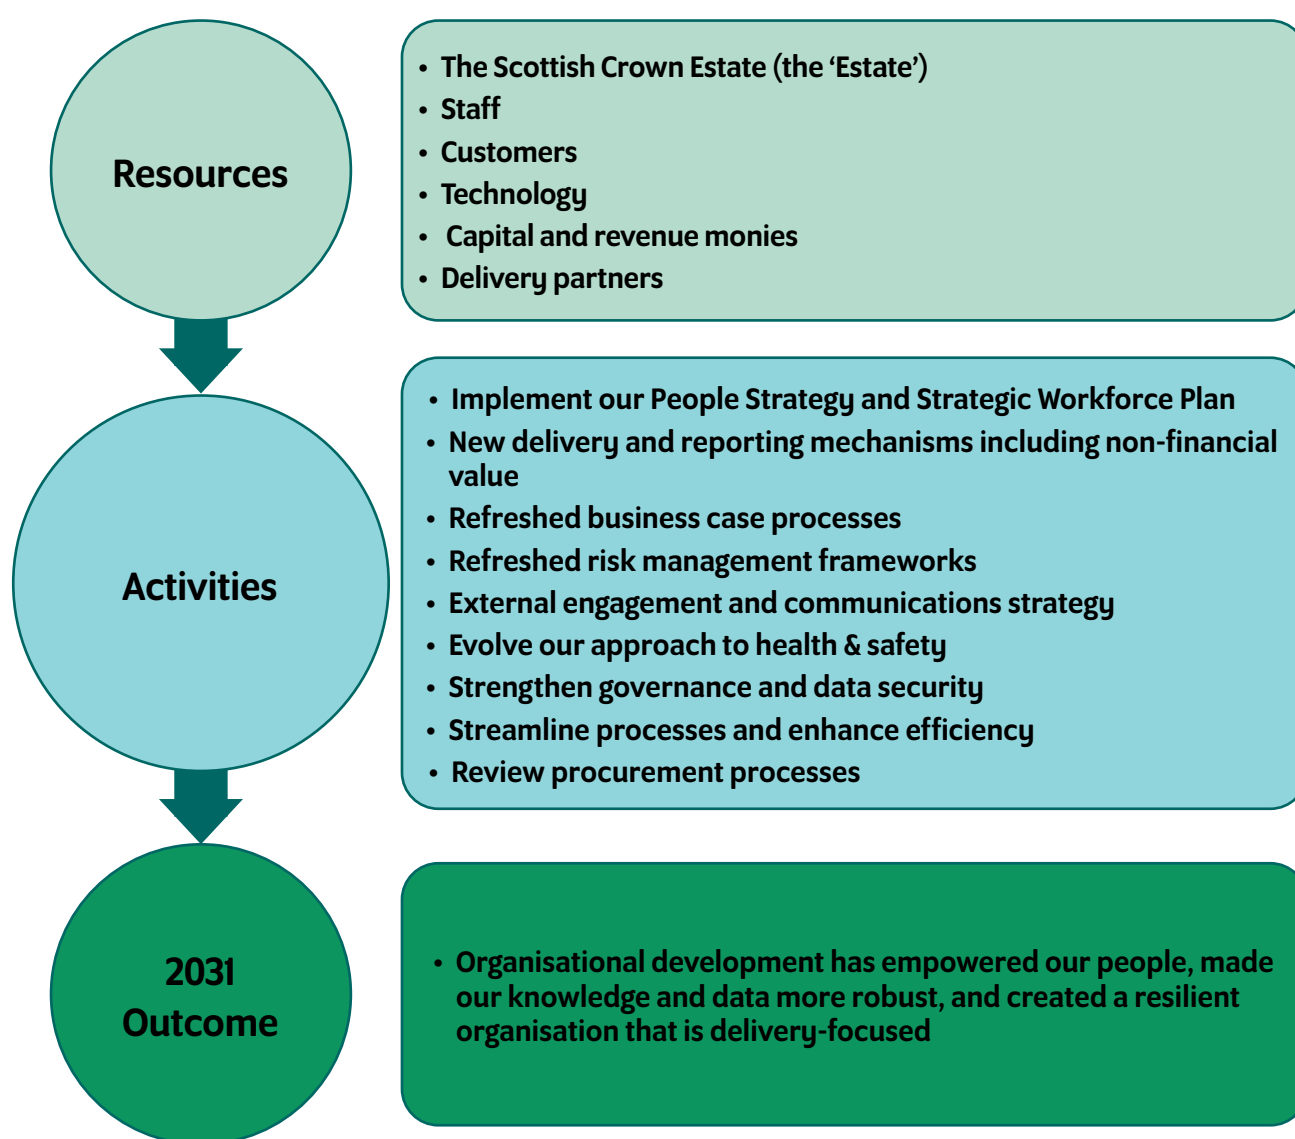 Resources
• The Scottish Crown Estate (the ‘Estate’)
• Staff
• Customers
• Technology
• Capital and revenue monies
• Delivery partners
Activities
• Implement our People Strategy and Strategic Workforce Plan
• New delivery and reporting mechanisms including non-financial
value
• Refreshed business case processes
• Refreshed risk management frameworks
• External engagement and communications strategy
• Evolve our approach to health & safety
• Strengthen governance and data security
• Streamline processes and enhance efficiency
• Review procurement processes
2031
Outcome
• Organisational development has empowered our people, made
our knowledge and data more robust, and created a resilient
organisation that is delivery-focused